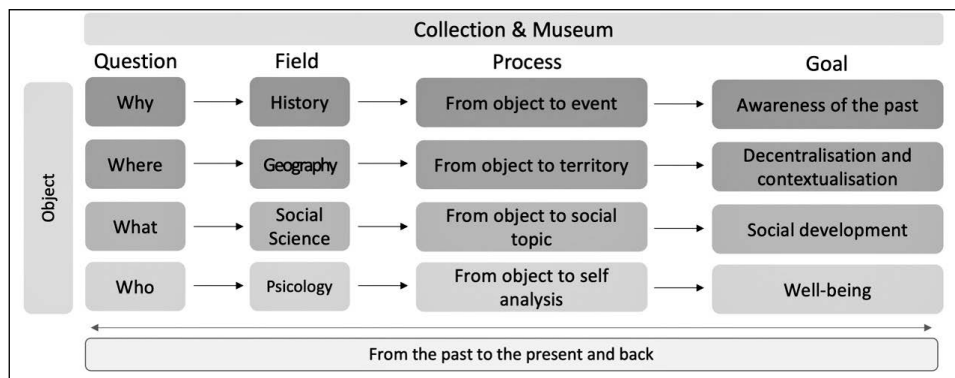 Collection & Museum
Question Field Process Goal
Object
Why History From object to event Awareness of the past
Where Geography From object to territory Decentralisation and
contextualisation
What Social
Science From object to social
topic Social development
Who Psicology From object to self
analysis Well-being
From the past to the present and back